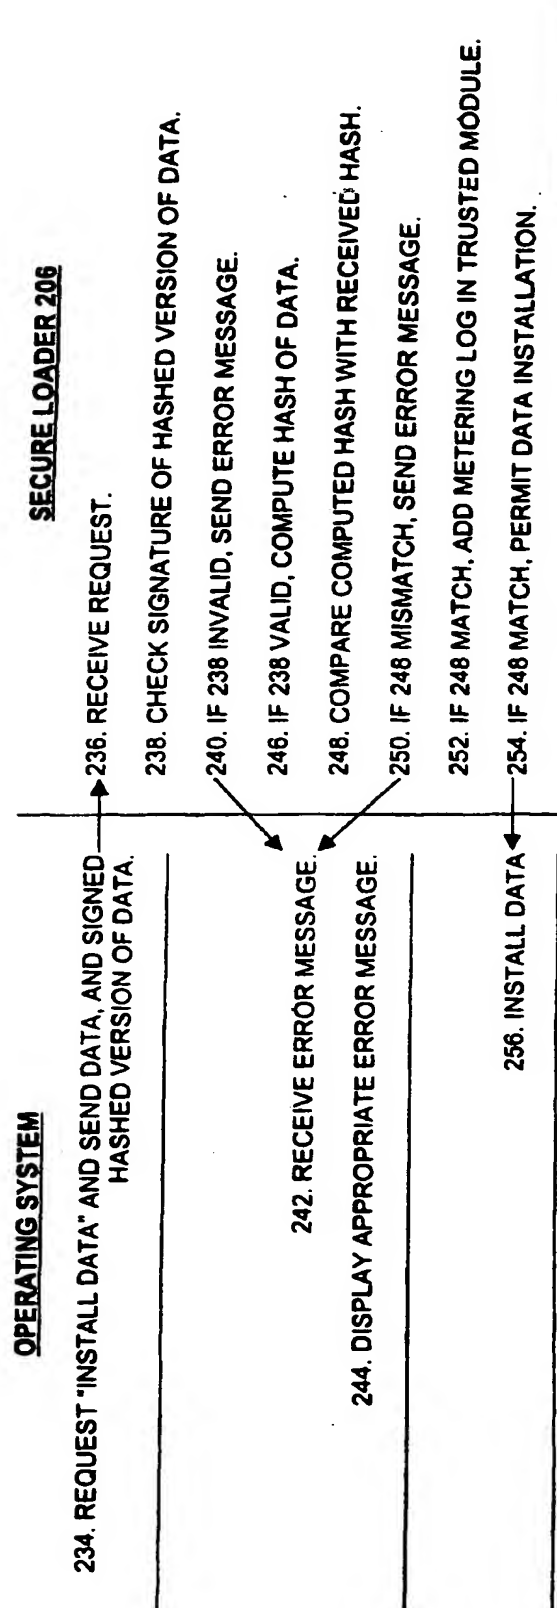 OPERATING SYSTEM
SECURE LOADER 206
234. REQUEST "INSTALL DATA" AND SEND DATA, AND SIGNED
HASHED VERSION OF DATA.
236. RECEIVE REQUEST.
238. CHECK SIGNATURE OF HASHED VERSION OF DATA.
240. IF 238 INVALID, SEND ERROR MESSAGE.
242. RECEIVE ERROR MESSAGE.
244. DISPLAY APPROPRIATE ERROR MESSAGE.
246. IF 238 VALID, COMPUTE HASH OF DATA.
248. COMPARE COMPUTED HASH WITH RECEIVED HASH.
250. IF 248 MISMATCH, SEND ERROR MESSAGE.
252. IF 248 MATCH, ADD METERING LOG IN TRUSTED MODULE.
254. IF 248 MATCH, PERMIT DATA INSTALLATION.
256. INSTALL DATA